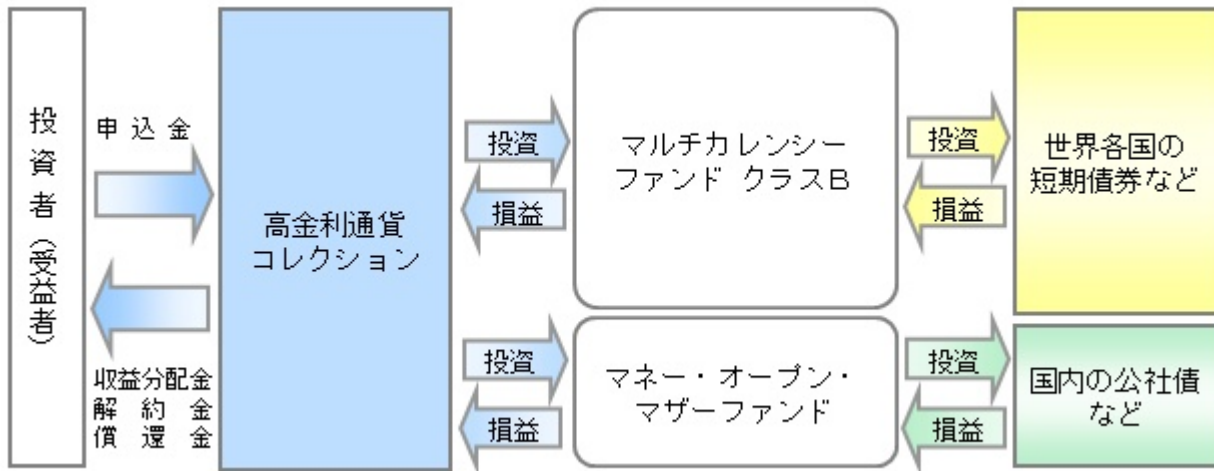 投資者(受益者)
申込金
収益分配金
解約金
償還金
高金利通貨
コレクション
投資
損益
マルチカレンシー
ファンド クラスB
投資
損益
世界各国の
短期債券など
投資
損益
マネー・オープン・
マザーファンド
投資
損益
国内の公社債
など